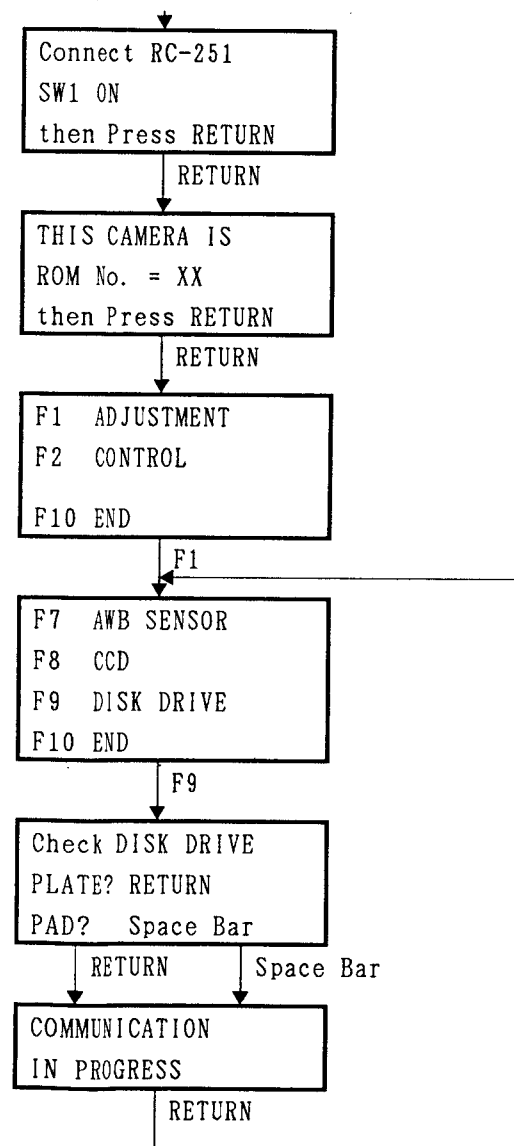 Connect RC-251
SW1 ON
then Press RETURN
RETURN
THIS CAMERA IS
ROM No. = XX
then Press RETURN
RETURN
F1 ADJUSTMENT
F2 CONTROL
F10 END
F1
F7 AWB SENSOR
F8 CCD
F9 DISK DRIVE
F10 END
F9
Check DISK DRIVE
PLATE? RETURN
PAD? Space Bar
RETURN Space Bar
COMMUNICATION
IN PROGRESS
RETURN